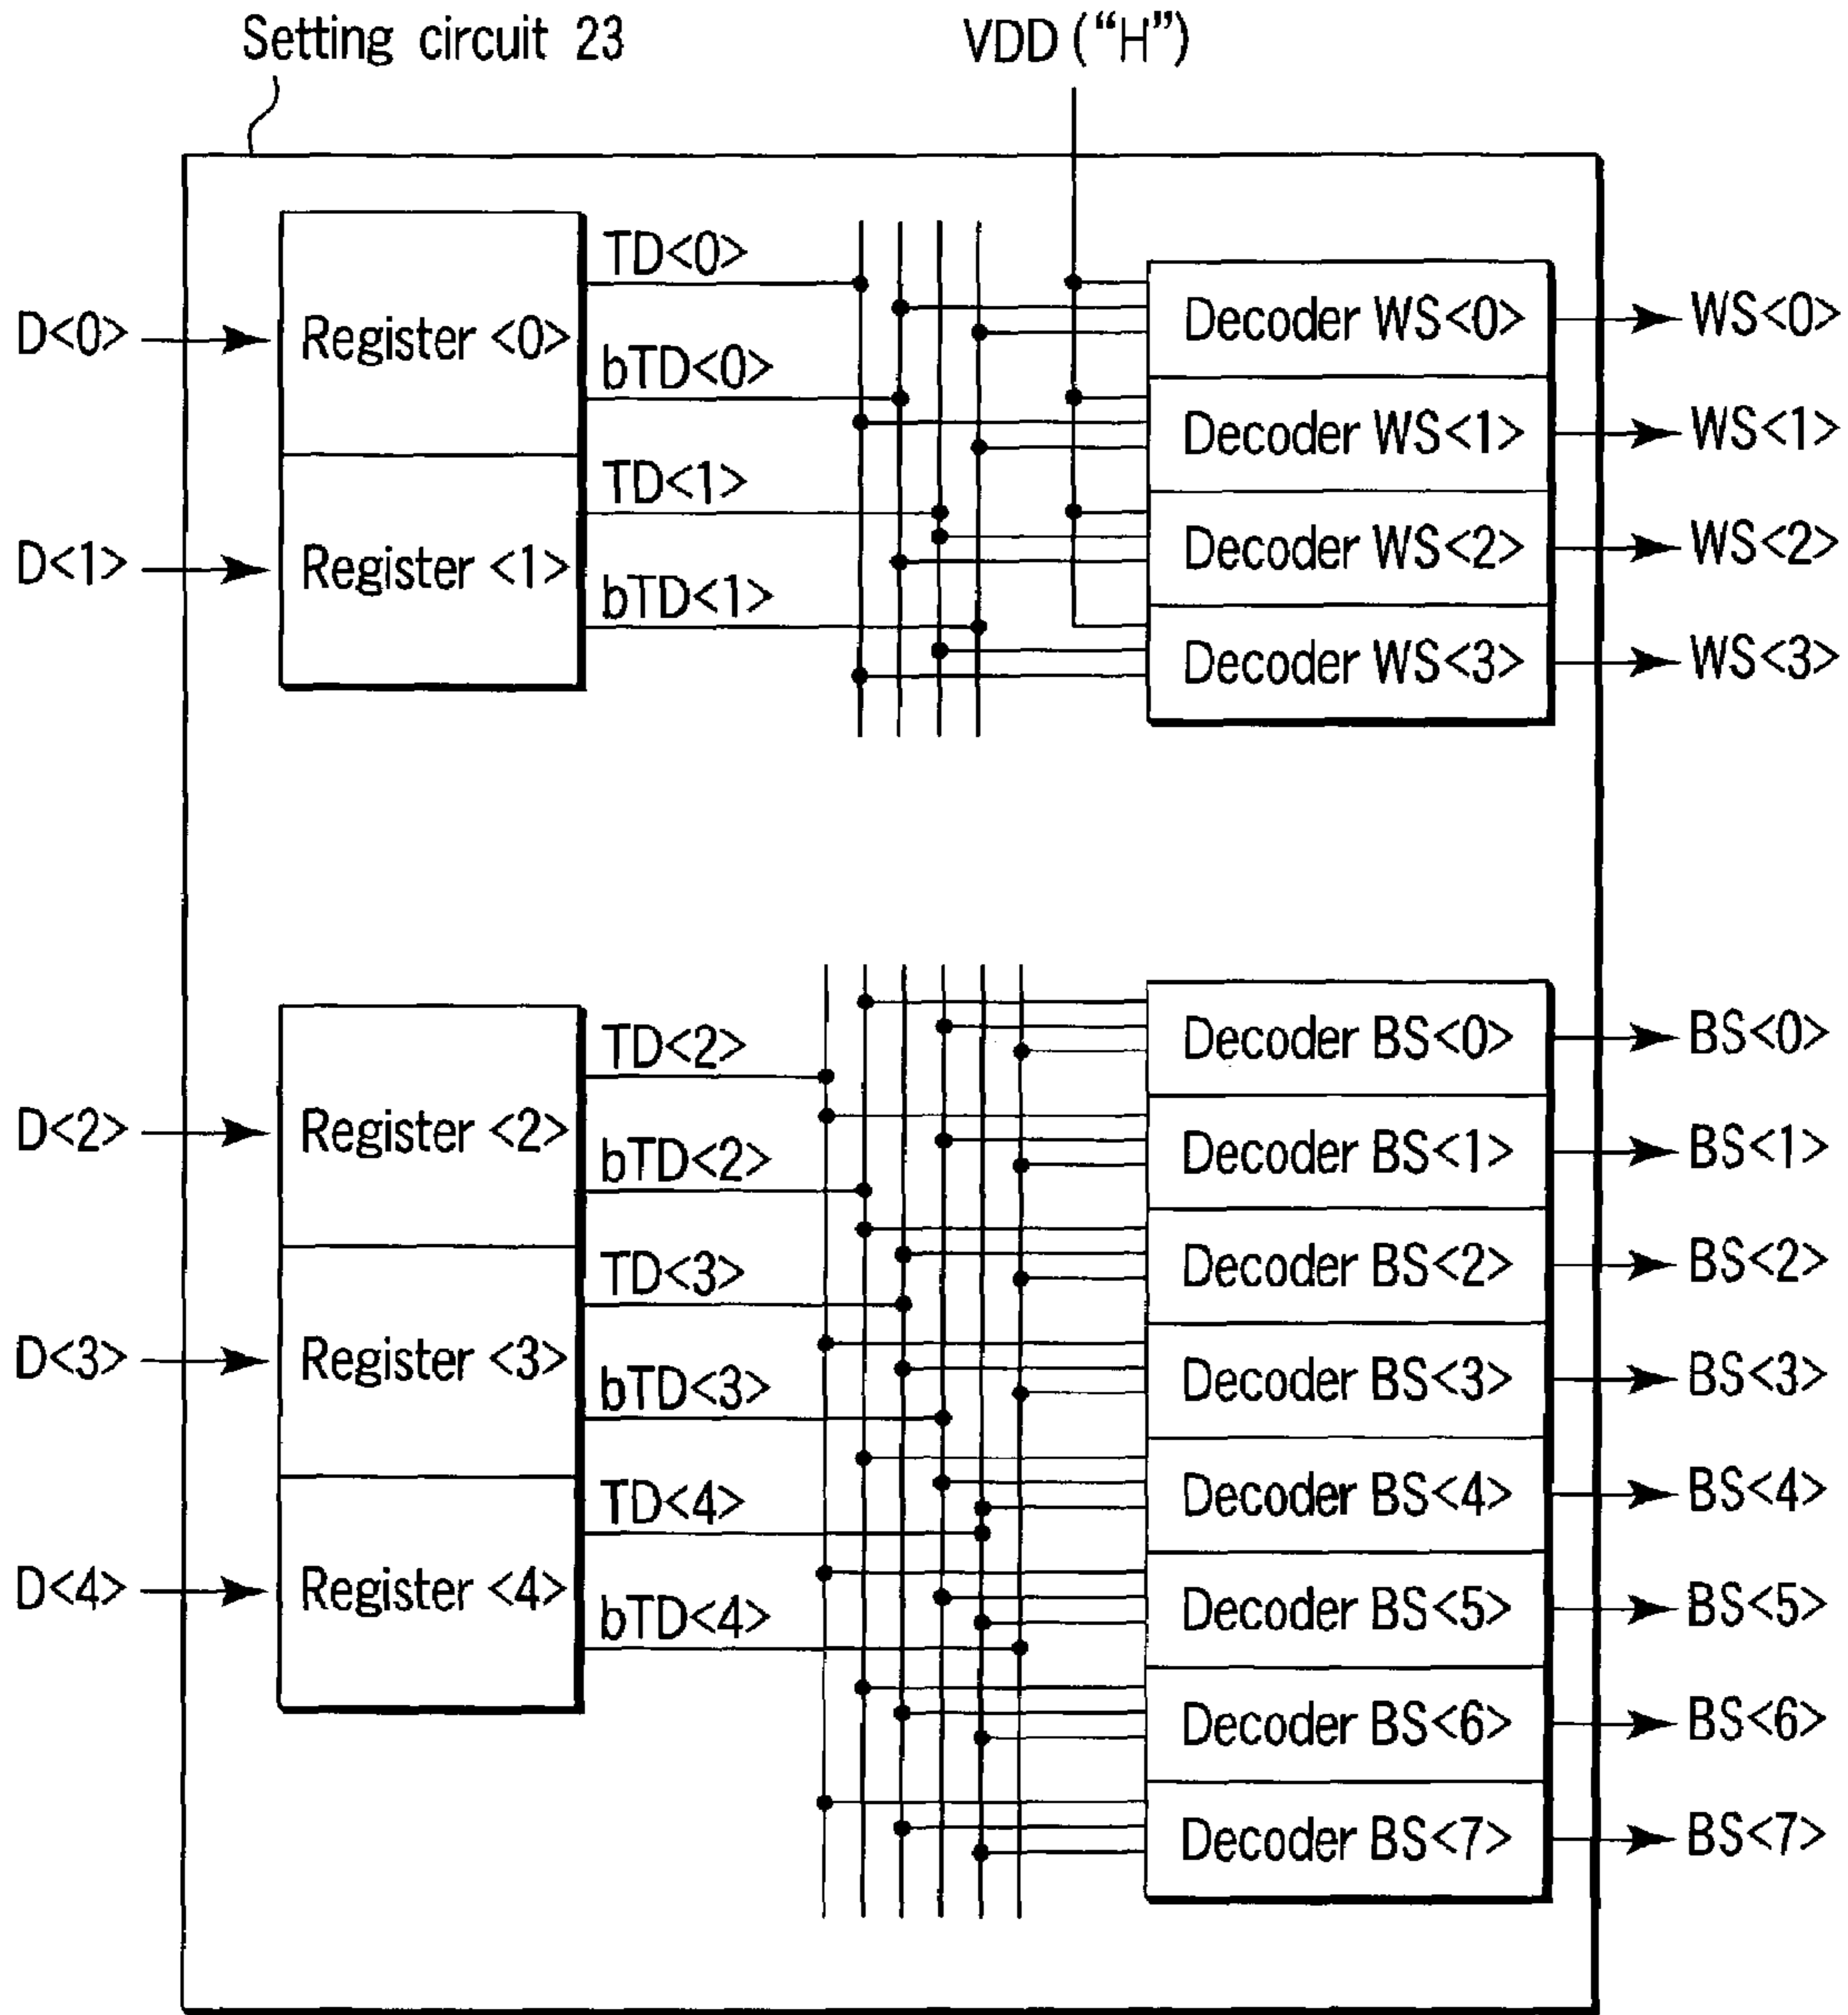 Setting circuit 23
VDD ("H")
D<0>
Register <0>
TD<0>
bTD<0>
D<1>
Register <1>
TD<1>
bTD<1>
Decoder WS<0>
WS<0>
Decoder WS<1>
WS<1>
Decoder WS<2>
WS<2>
Decoder WS<3>
WS<3>
D<2>
Register <2>
TD<2>
bTD<2>
D<3>
Register <3>
TD<3>
bTD<3>
D<4>
Register <4>
TD<4>
bTD<4>
Decoder BS<0>
BS<0>
Decoder BS<1>
BS<1>
Decoder BS<2>
BS<2>
Decoder BS<3>
BS<3>
Decoder BS<4>
BS<4>
Decoder BS<5>
BS<5>
Decoder BS<6>
BS<6>
Decoder BS<7>
BS<7>